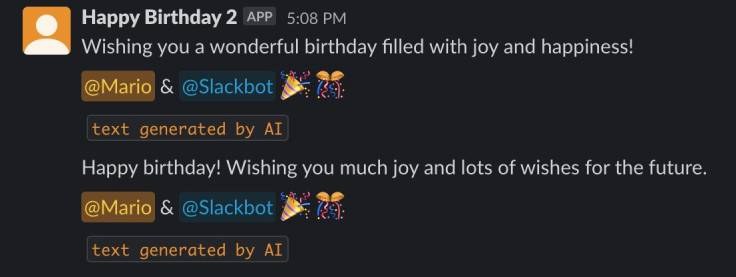 Happy Birthday 2 APP 5:08 PM
Wishing you a wonderful birthday filled with joy and happiness!
@Mario & @Slackbot 🎉 🎊
text generated by AI
Happy birthday! Wishing you much joy and lots of wishes for the future.
@Mario & @Slackbot 🎉 🎊
text generated by AI